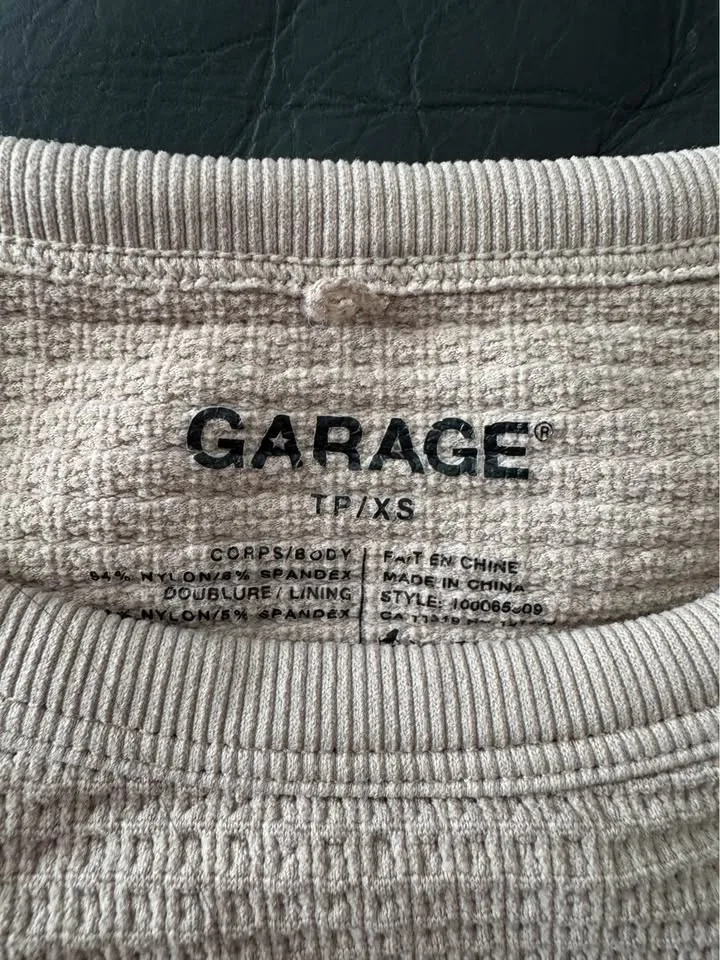 GARAGE®
TP/XS
CORPS/BODY
NYLON/6% SPANDEX
DOUBLURE / LINING
NYLON/5% SPANDEX
FAIT EN CHINE
MADE IN CHINA
STYLE:
CA